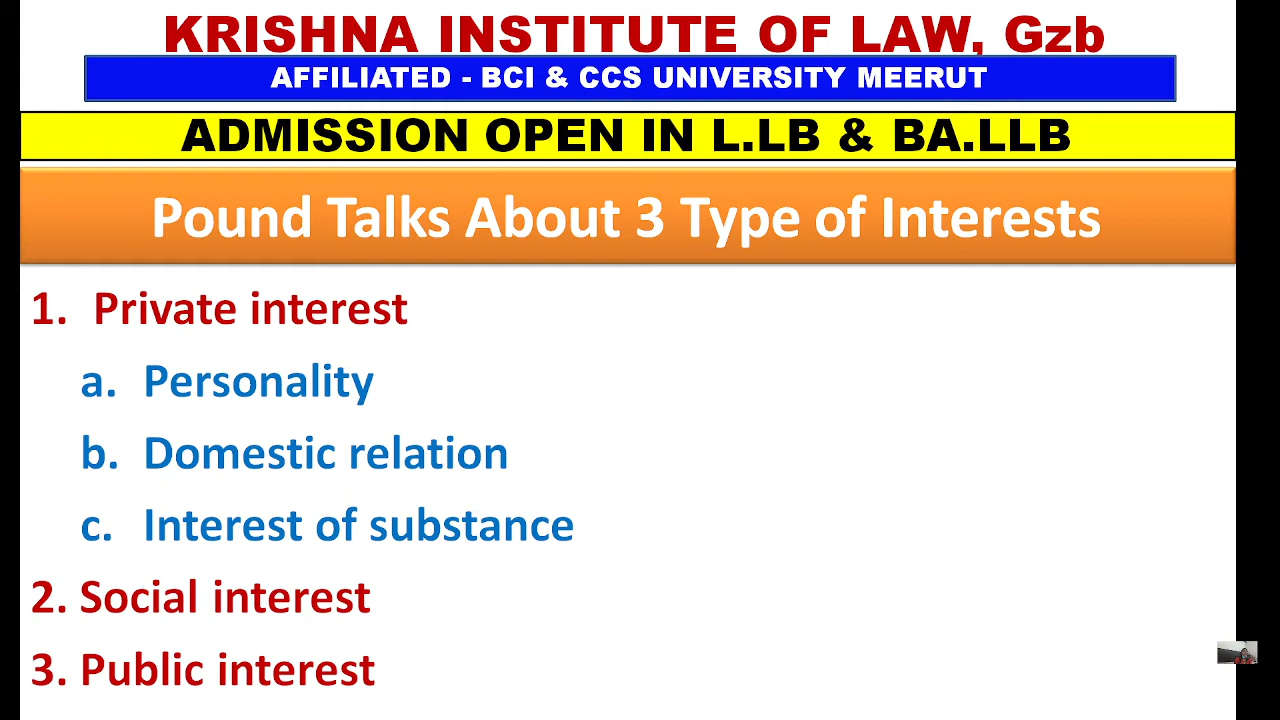 KRISHNA INSTITUTE OF LAW, Gzb
AFFILIATED - BCI & CCS UNIVERSITY MEERUT
ADMISSION OPEN IN L.LB & BA.LLB
Pound Talks About 3 Type of Interests
1. Private interest
a. Personality
b. Domestic relation
c. Interest of substance
2. Social interest
3. Public interest